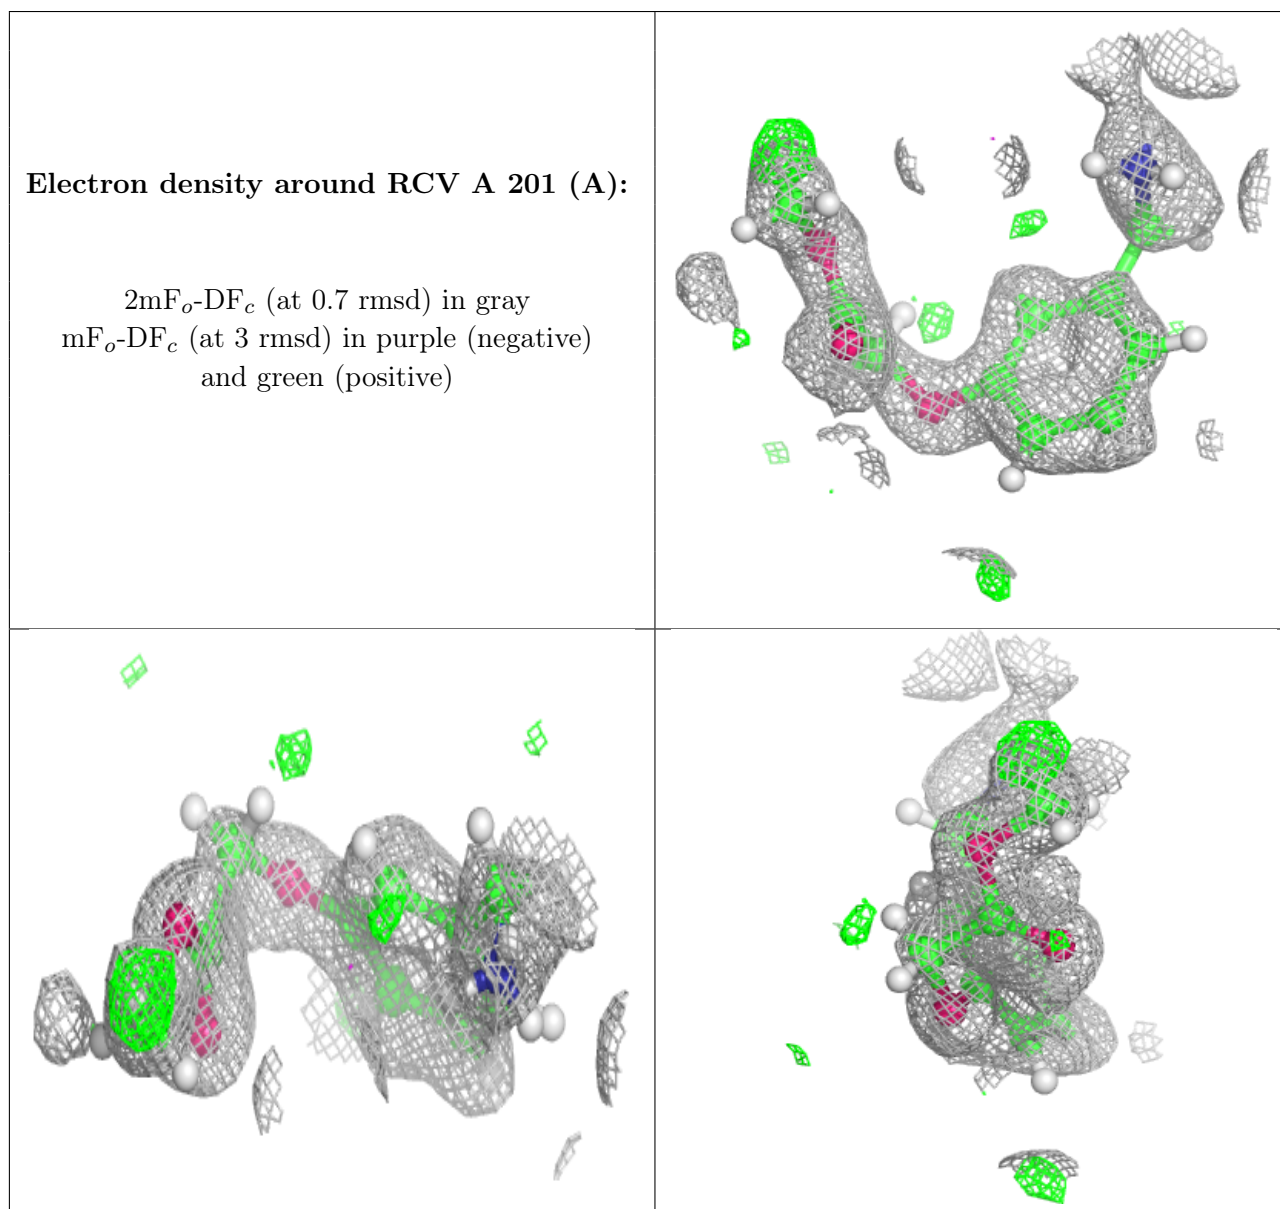 Electron density around RCV A 201 (A):
2mFo-DFc (at 0.7 rmsd) in gray
mFo-DFc (at 3 rmsd) in purple (negative)
and green (positive)